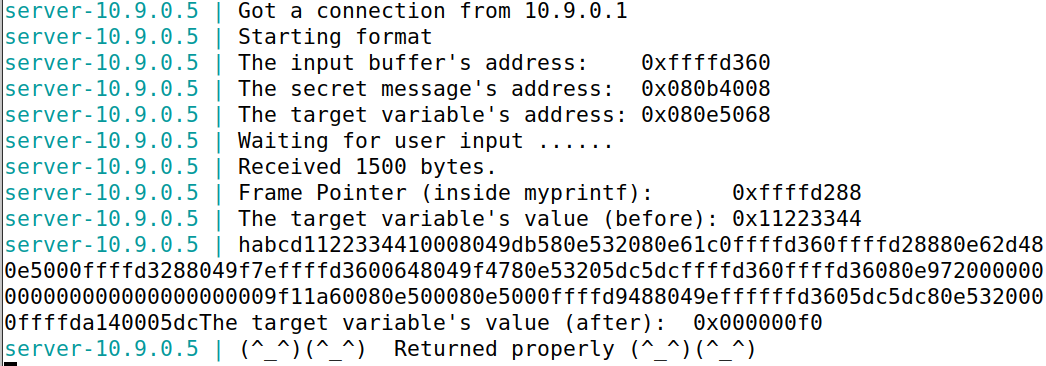 server-10.9.0.5 | Got a connection from 10.9.0.1
server-10.9.0.5 | Starting format
server-10.9.0.5 | The input buffer's address:    0xffffd360
server-10.9.0.5 | The secret message's address:  0x080b4008
server-10.9.0.5 | The target variable's address: 0x080e5068
server-10.9.0.5 | Waiting for user input ......
server-10.9.0.5 | Received 1500 bytes.
server-10.9.0.5 | Frame Pointer (inside myprintf):      0xffffd288
server-10.9.0.5 | The target variable's value (before): 0x11223344
server-10.9.0.5 | habcd1122334410008049db580e532080e61c0ffffd360ffffd28880e62d48
0e5000ffffd3288049f7effffd3600648049f4780e53205dc5dcffffd360ffffd36080e972000000
000000000000000000009f11a60080e500080e5000ffffd9488049effffffd3605dc5dc80e532000
0ffffda140005dcThe target variable's value (after):  0x000000f0
server-10.9.0.5 | (^_^)(^_^)  Returned properly (^_^)(^_^)